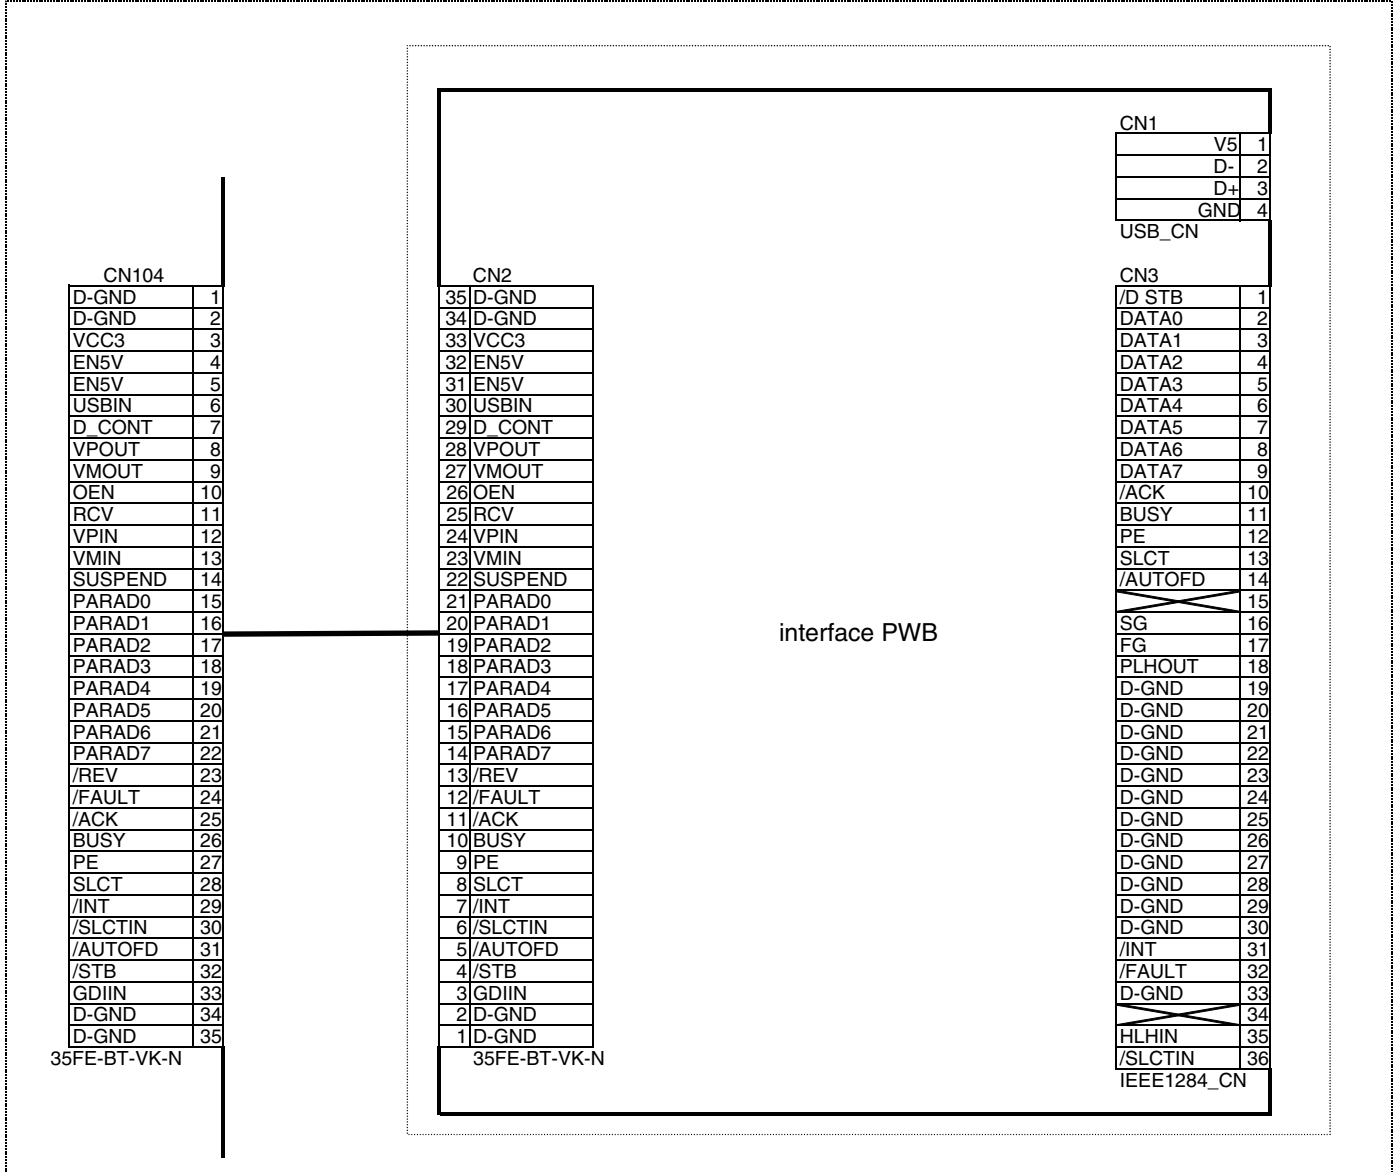 CN1
V5 1
D- 2
D+ 3
GND 4
USB_CN
CN104
D-GND 1
D-GND 2
VCC3 3
EN5V 4
EN5V 5
USBIN 6
D_CONT 7
VPOUT 8
VMOUT 9
OEN 10
RCV 11
VPIN 12
VMIN 13
SUSPEND 14
PARAD0 15
PARAD1 16
PARAD2 17
PARAD3 18
PARAD4 19
PARAD5 20
PARAD6 21
PARAD7 22
/REV 23
/FAULT 24
/ACK 25
BUSY 26
PE 27
SLCT 28
/INT 29
/SLCTIN 30
/AUTOFD 31
/STB 32
GDIIN 33
D-GND 34
D-GND 35
35FE-BT-VK-N
CN2
35 D-GND
34 D-GND
33 VCC3
32 EN5V
31 EN5V
30 USBIN
29 D_CONT
28 VPOUT
27 VMOUT
26 OEN
25 RCV
24 VPIN
23 VMIN
22 SUSPEND
21 PARAD0
20 PARAD1
19 PARAD2
18 PARAD3
17 PARAD4
16 PARAD5
15 PARAD6
14 PARAD7
13 /REV
12 /FAULT
11 /ACK
10 BUSY
9 PE
8 SLCT
7 /INT
6 /SLCTIN
5 /AUTOFD
4 /STB
3 GDIIN
2 D-GND
1 D-GND
35FE-BT-VK-N
interface PWB
CN3
/D STB 1
DATA0 2
DATA1 3
DATA2 4
DATA3 5
DATA4 6
DATA5 7
DATA6 8
DATA7 9
/ACK 10
BUSY 11
PE 12
SLCT 13
/AUTOFD 14
15
SG 16
FG 17
PLHOUT 18
D-GND 19
D-GND 20
D-GND 21
D-GND 22
D-GND 23
D-GND 24
D-GND 25
D-GND 26
D-GND 27
D-GND 28
D-GND 29
D-GND 30
/INT 31
/FAULT 32
D-GND 33
34
HLHIN 35
/SLCTIN 36
IEEE1284_CN